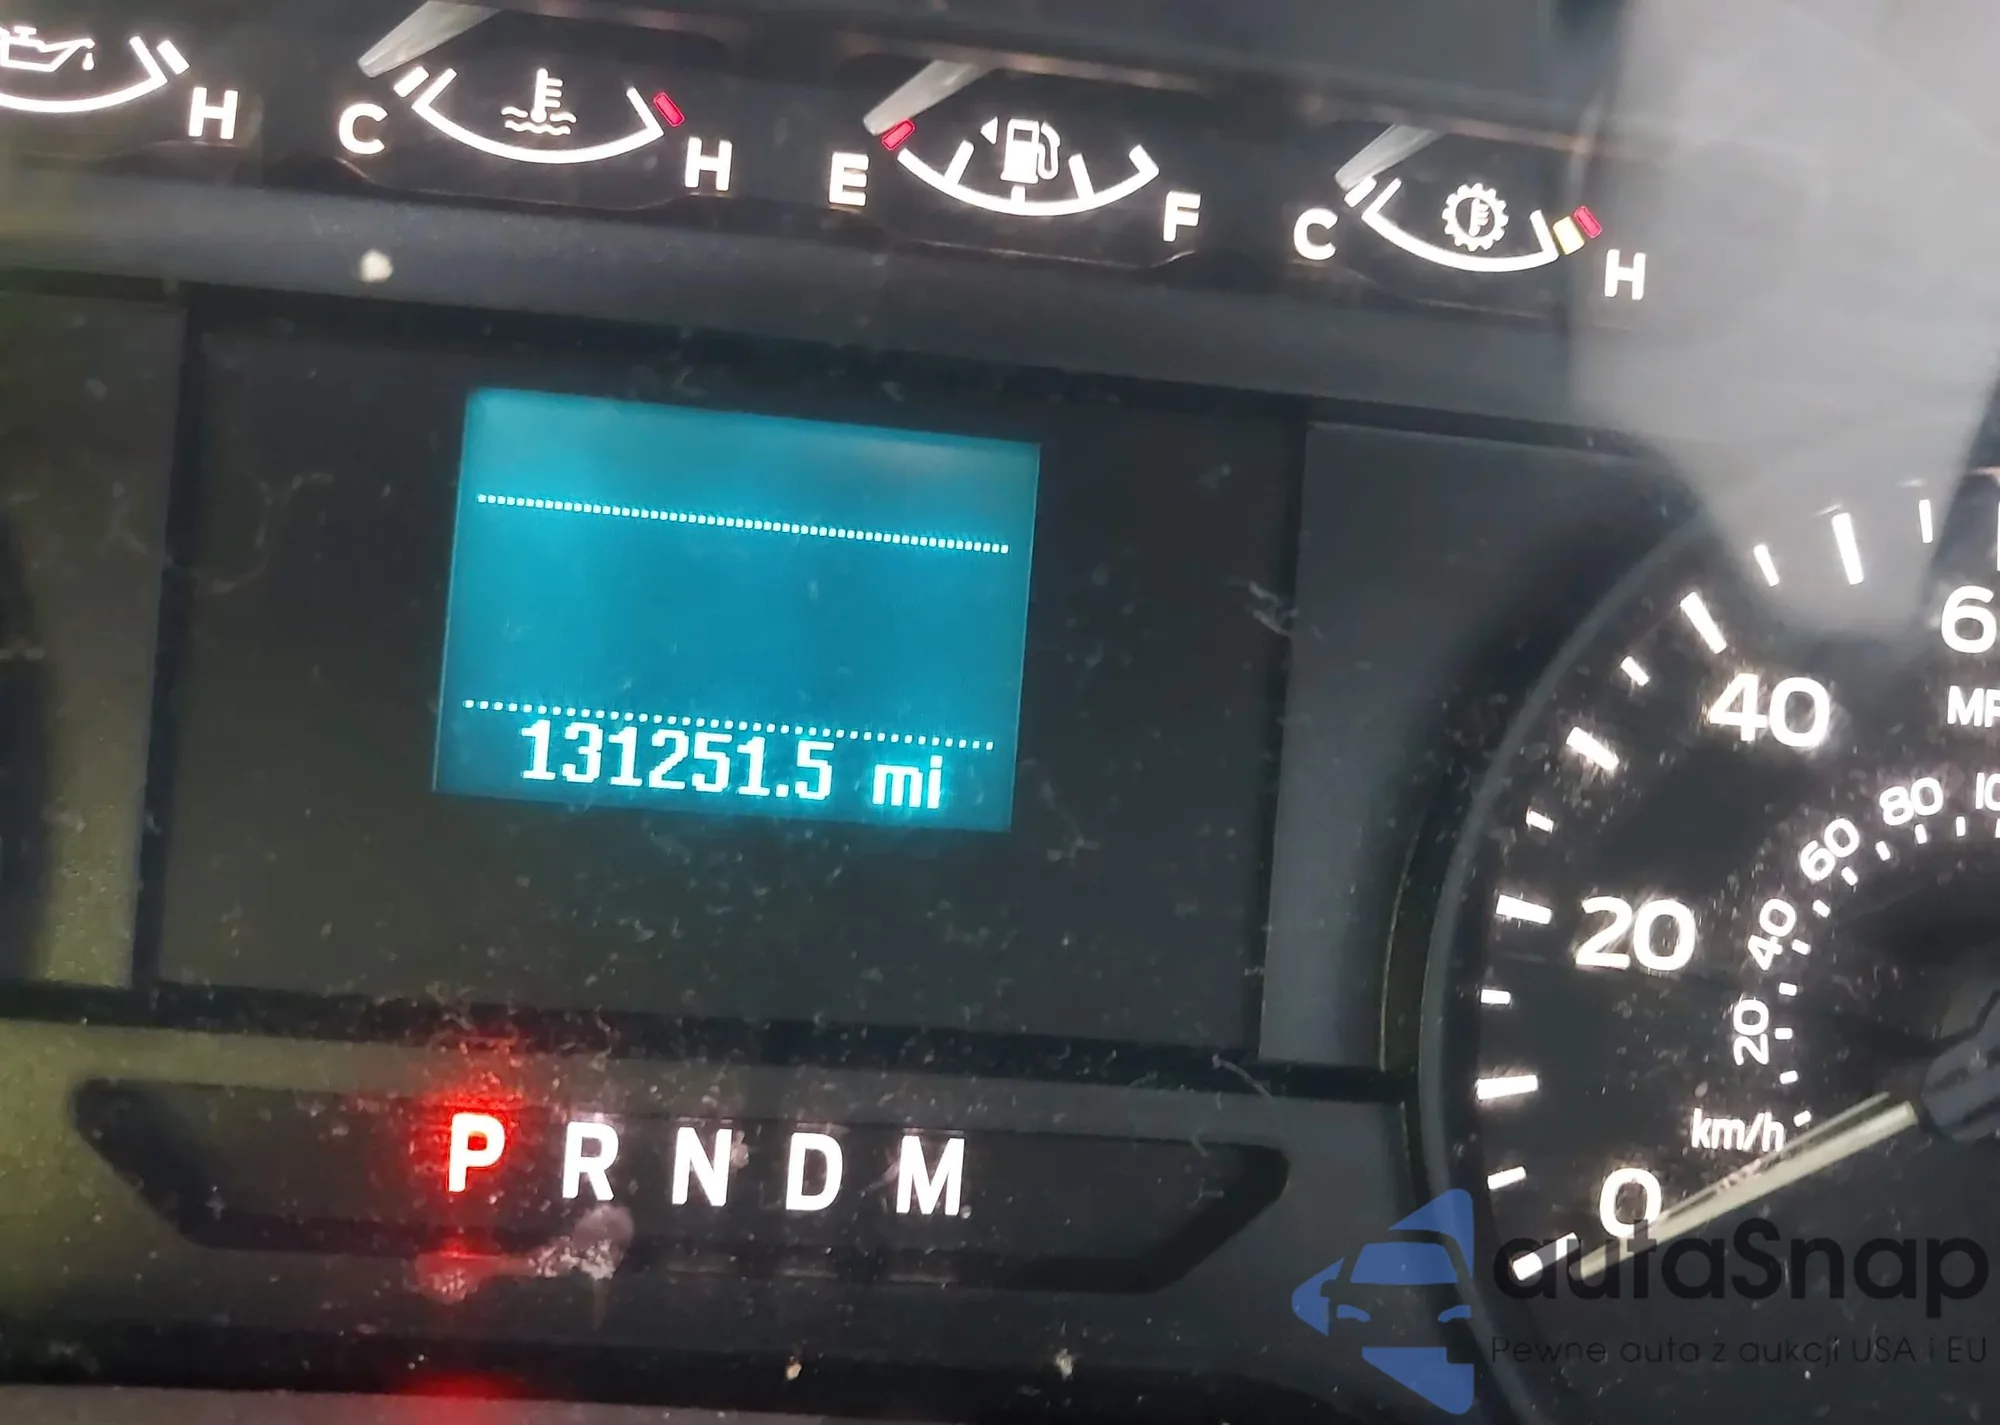 H
C H
E F
C H
131251.5 mi
P R N D M
40
20
0
80
60
40
20
km/h
autaSnap
Pewne auta z aukcji USA i EU